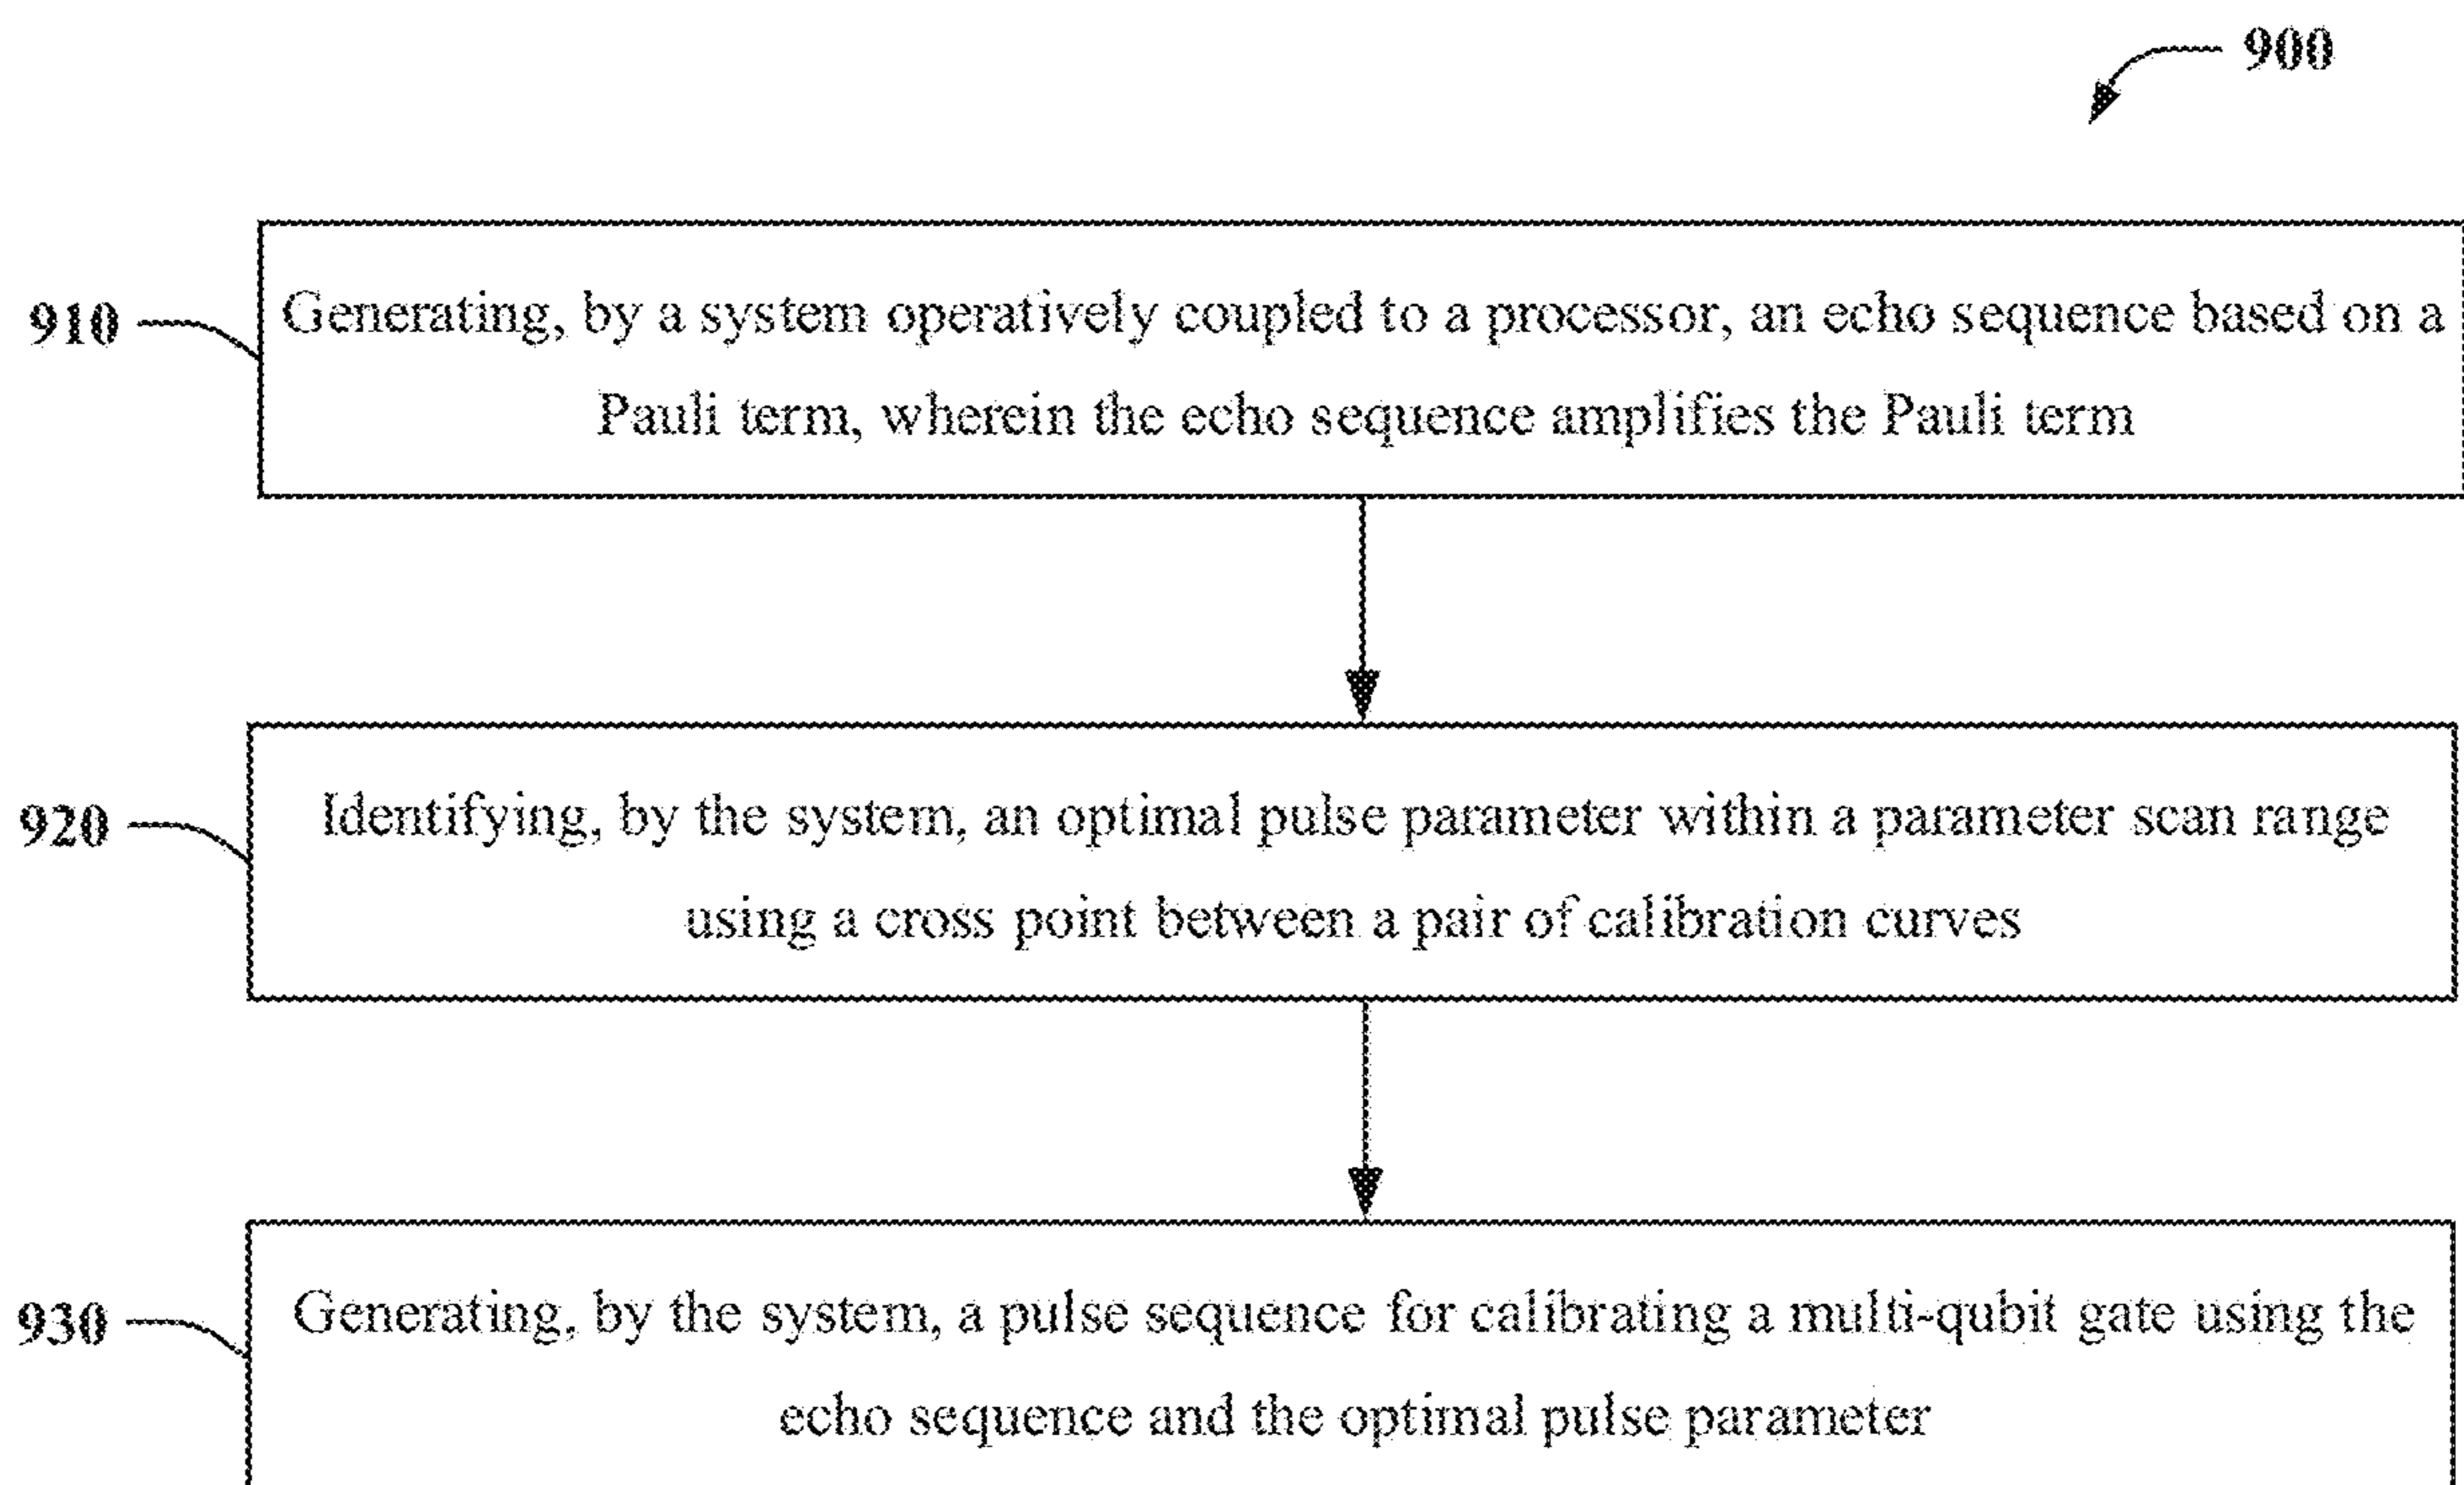 900
910
Generating, by a system operatively coupled to a processor, an echo sequence based on a
Pauli term, wherein the echo sequence amplifies the Pauli term
920
Identifying, by the system, an optimal pulse parameter within a parameter scan range
using a cross point between a pair of calibration curves
930
Generating, by the system, a pulse sequence for calibrating a multi-qubit gate using the
echo sequence and the optimal pulse parameter